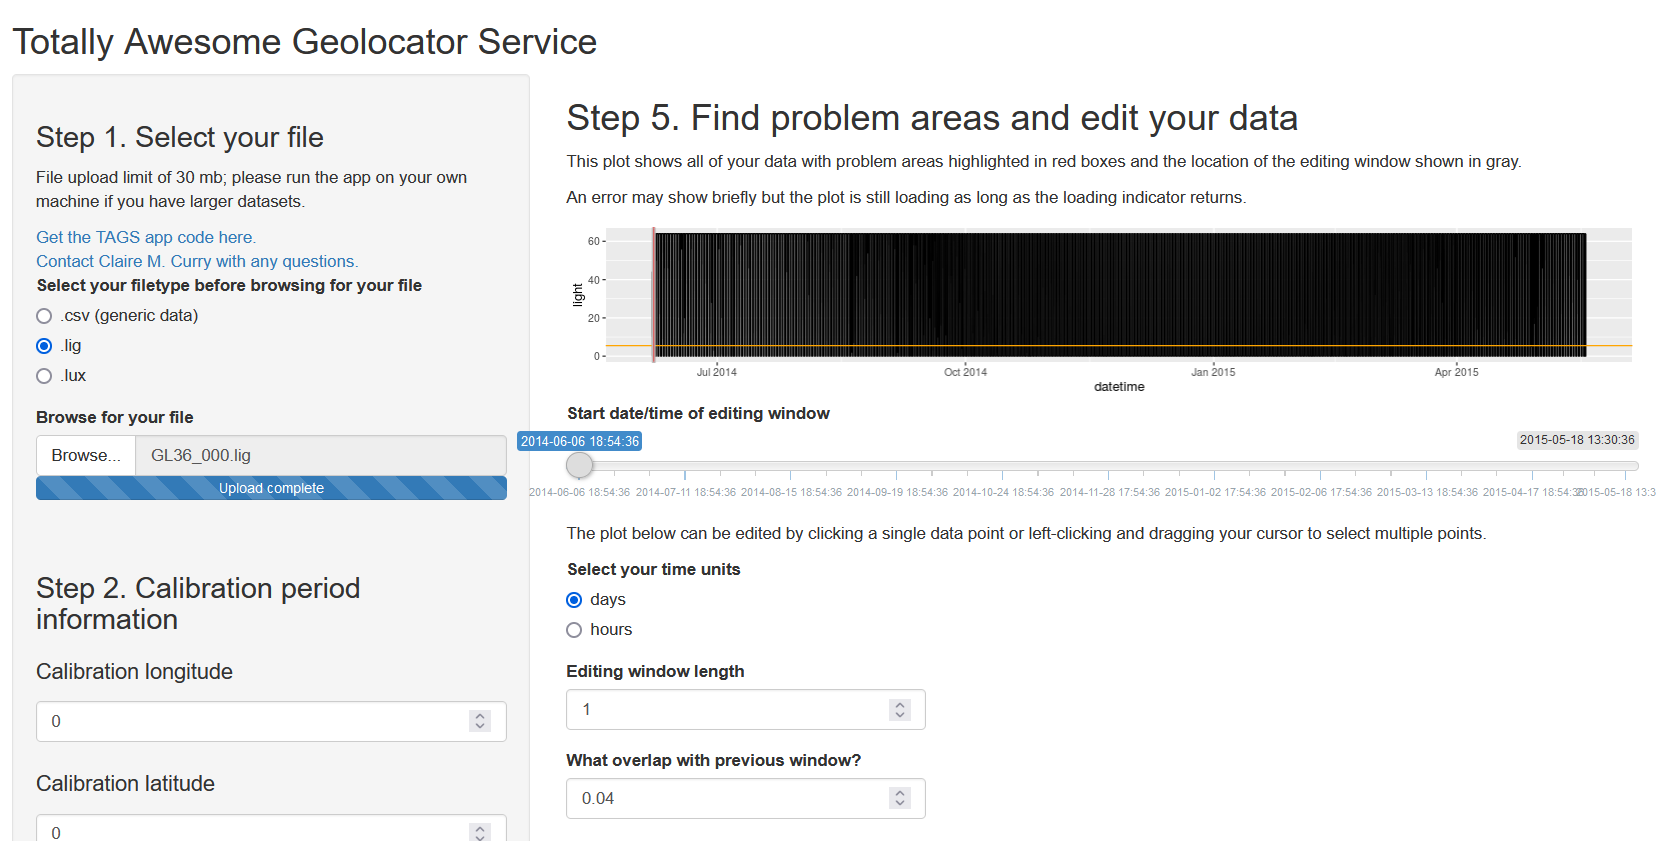 Totally Awesome Geolocator Service
Step 1. Select your file
File upload limit of 30 mb; please run the app on your own
machine if you have larger datasets.
Get the TAGS app code here.
Contact Claire M. Curry with any questions.
Select your filetype before browsing for your file
.csv (generic data)
.lig
.lux
Browse for your file
Browse... GL36_000.lig
Upload complete
Step 2. Calibration period
information
Calibration longitude
0
Calibration latitude
0
Step 5. Find problem areas and edit your data
This plot shows all of your data with problem areas highlighted in red boxes and the location of the editing window shown in gray.
An error may show briefly but the plot is still loading as long as the loading indicator returns.
60
40
20
0
light
Jul 2014 Oct 2014 Jan 2015 Apr 2015
datetime
Start date/time of editing window
2014-06-06 18:54:36 2015-05-18 13:30:36
2014-06-06 18:54:36 2014-07-11 18:54:36 2014-08-15 18:54:36 2014-09-19 18:54:36 2014-10-24 18:54:36 2014-11-28 17:54:36 2015-01-02 17:54:36 2015-02-06 17:54:36 2015-03-13 18:54:36 2015-04-17 18:54:36 2015-05-18 13:3
The plot below can be edited by clicking a single data point or left-clicking and dragging your cursor to select multiple points.
Select your time units
days
hours
Editing window length
1
What overlap with previous window?
0.04